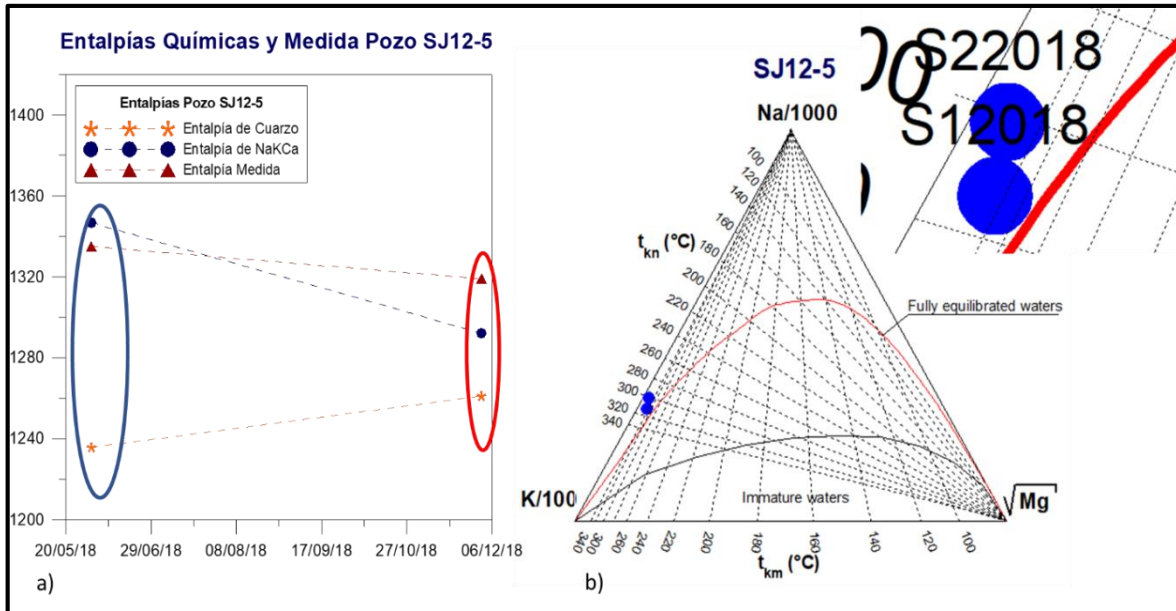 Entalpías Químicas y Medida Pozo SJ12-5
Entalpías Pozo SJ12-5
Entalpía de Cuarzo
Entalpía de NaKCa
Entalpía Medida
1400
1360
1320
1280
1240
1200
20/05/18 29/06/18 08/08/18 17/09/18 27/10/18 06/12/18
a)
SJ12-5
Na/1000
100
120
140
160
180
200
220
240
260
280
300
320
340
tkn (°C)
Fully equilibrated waters
Immature waters
K/100
√Mg
340 300 260 240 220 200 180 160 140 120 100
tkm (°C)
b)
S22018
S12018